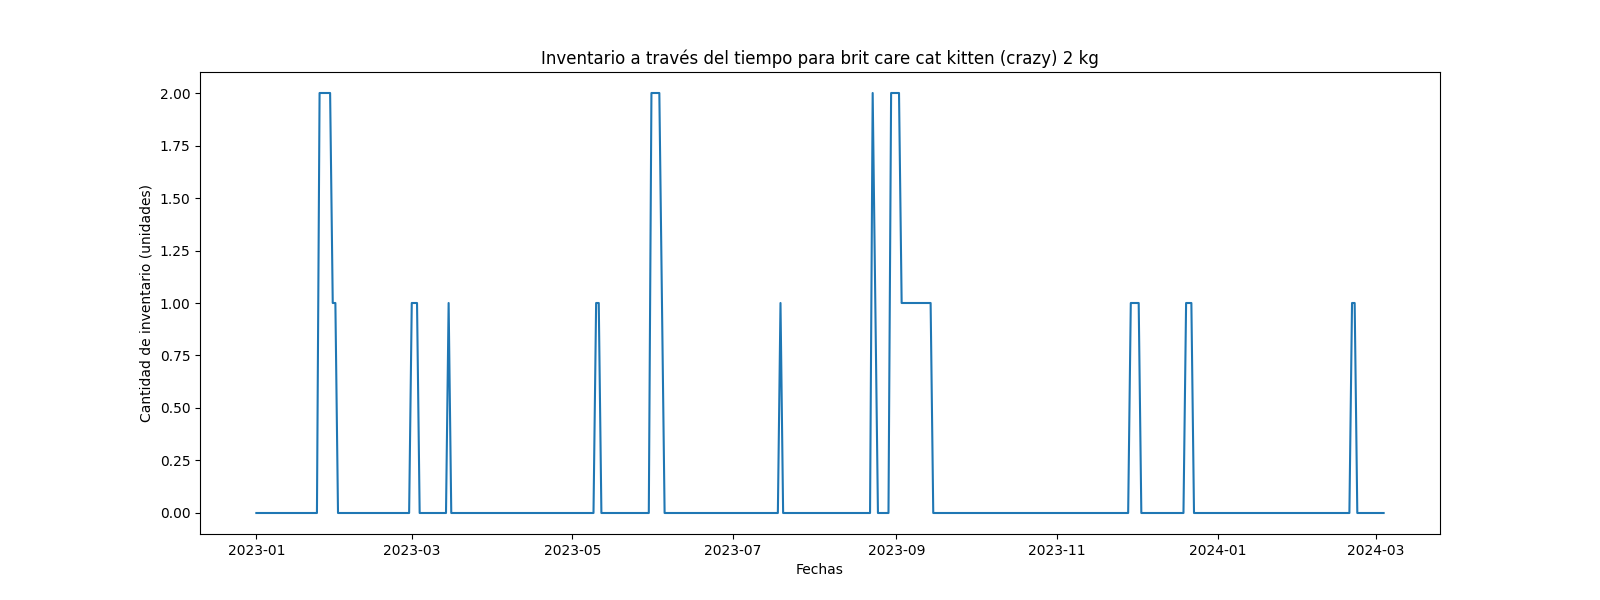 Inventario a través del tiempo para brit care cat kitten (crazy) 2 kg
Cantidad de inventario (unidades)
2.00
1.75
1.50
1.25
1.00
0.75
0.50
0.25
0.00
2023-01 2023-03 2023-05 2023-07 2023-09 2023-11 2024-01 2024-03
Fechas